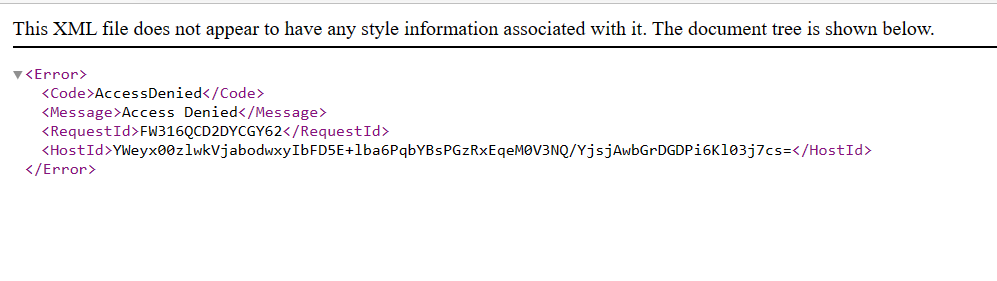 This XML file does not appear to have any style information associated with it. The document tree is shown below.
<Error>
<Code>AccessDenied</Code>
<Message>Access Denied</Message>
<RequestId>FW316QCD2DYCGY62</RequestId>
<HostId>YWeyx00zlwkVjabodwxyIbFD5E+lba6PqbYBsPGzRxEqeM0V3NQ/YjsjAwbGrDGDPi6Kl03j7cs=</HostId>
</Error>